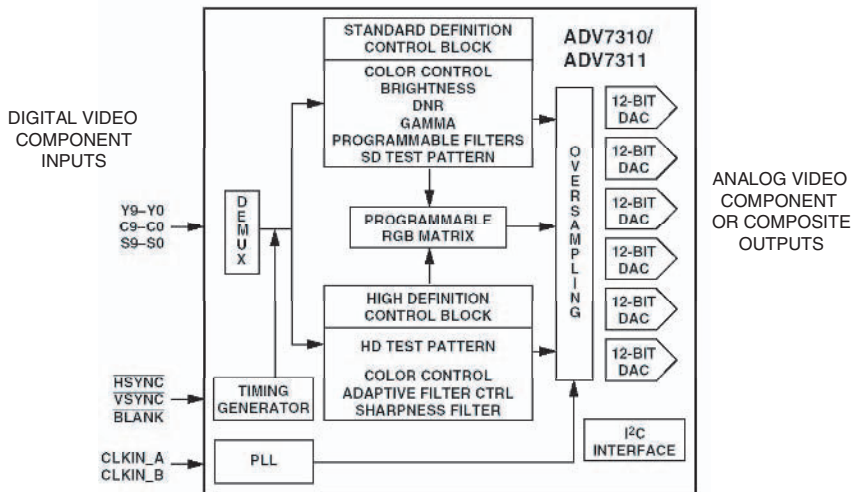 STANDARD DEFINITION
CONTROL BLOCK
COLOR CONTROL
BRIGHTNESS
DNR
GAMMA
PROGRAMMABLE FILTERS
SD TEST PATTERN
ADV7310/
ADV7311
DIGITAL VIDEO
COMPONENT
INPUTS
Y9–Y0
C9–C0
S9–S0
DEMUX
PROGRAMMABLE
RGB MATRIX
HIGH DEFINITION
CONTROL BLOCK
HD TEST PATTERN
COLOR CONTROL
ADAPTIVE FILTER CTRL
SHARPNESS FILTER
HSYNC
VSYNC
BLANK
TIMING
GENERATOR
CLKIN_A
CLKIN_B
PLL
OVERSAMPLING
12-BIT
DAC
12-BIT
DAC
12-BIT
DAC
12-BIT
DAC
12-BIT
DAC
12-BIT
DAC
I²C
INTERFACE
ANALOG VIDEO
COMPONENT
OR COMPOSITE
OUTPUTS